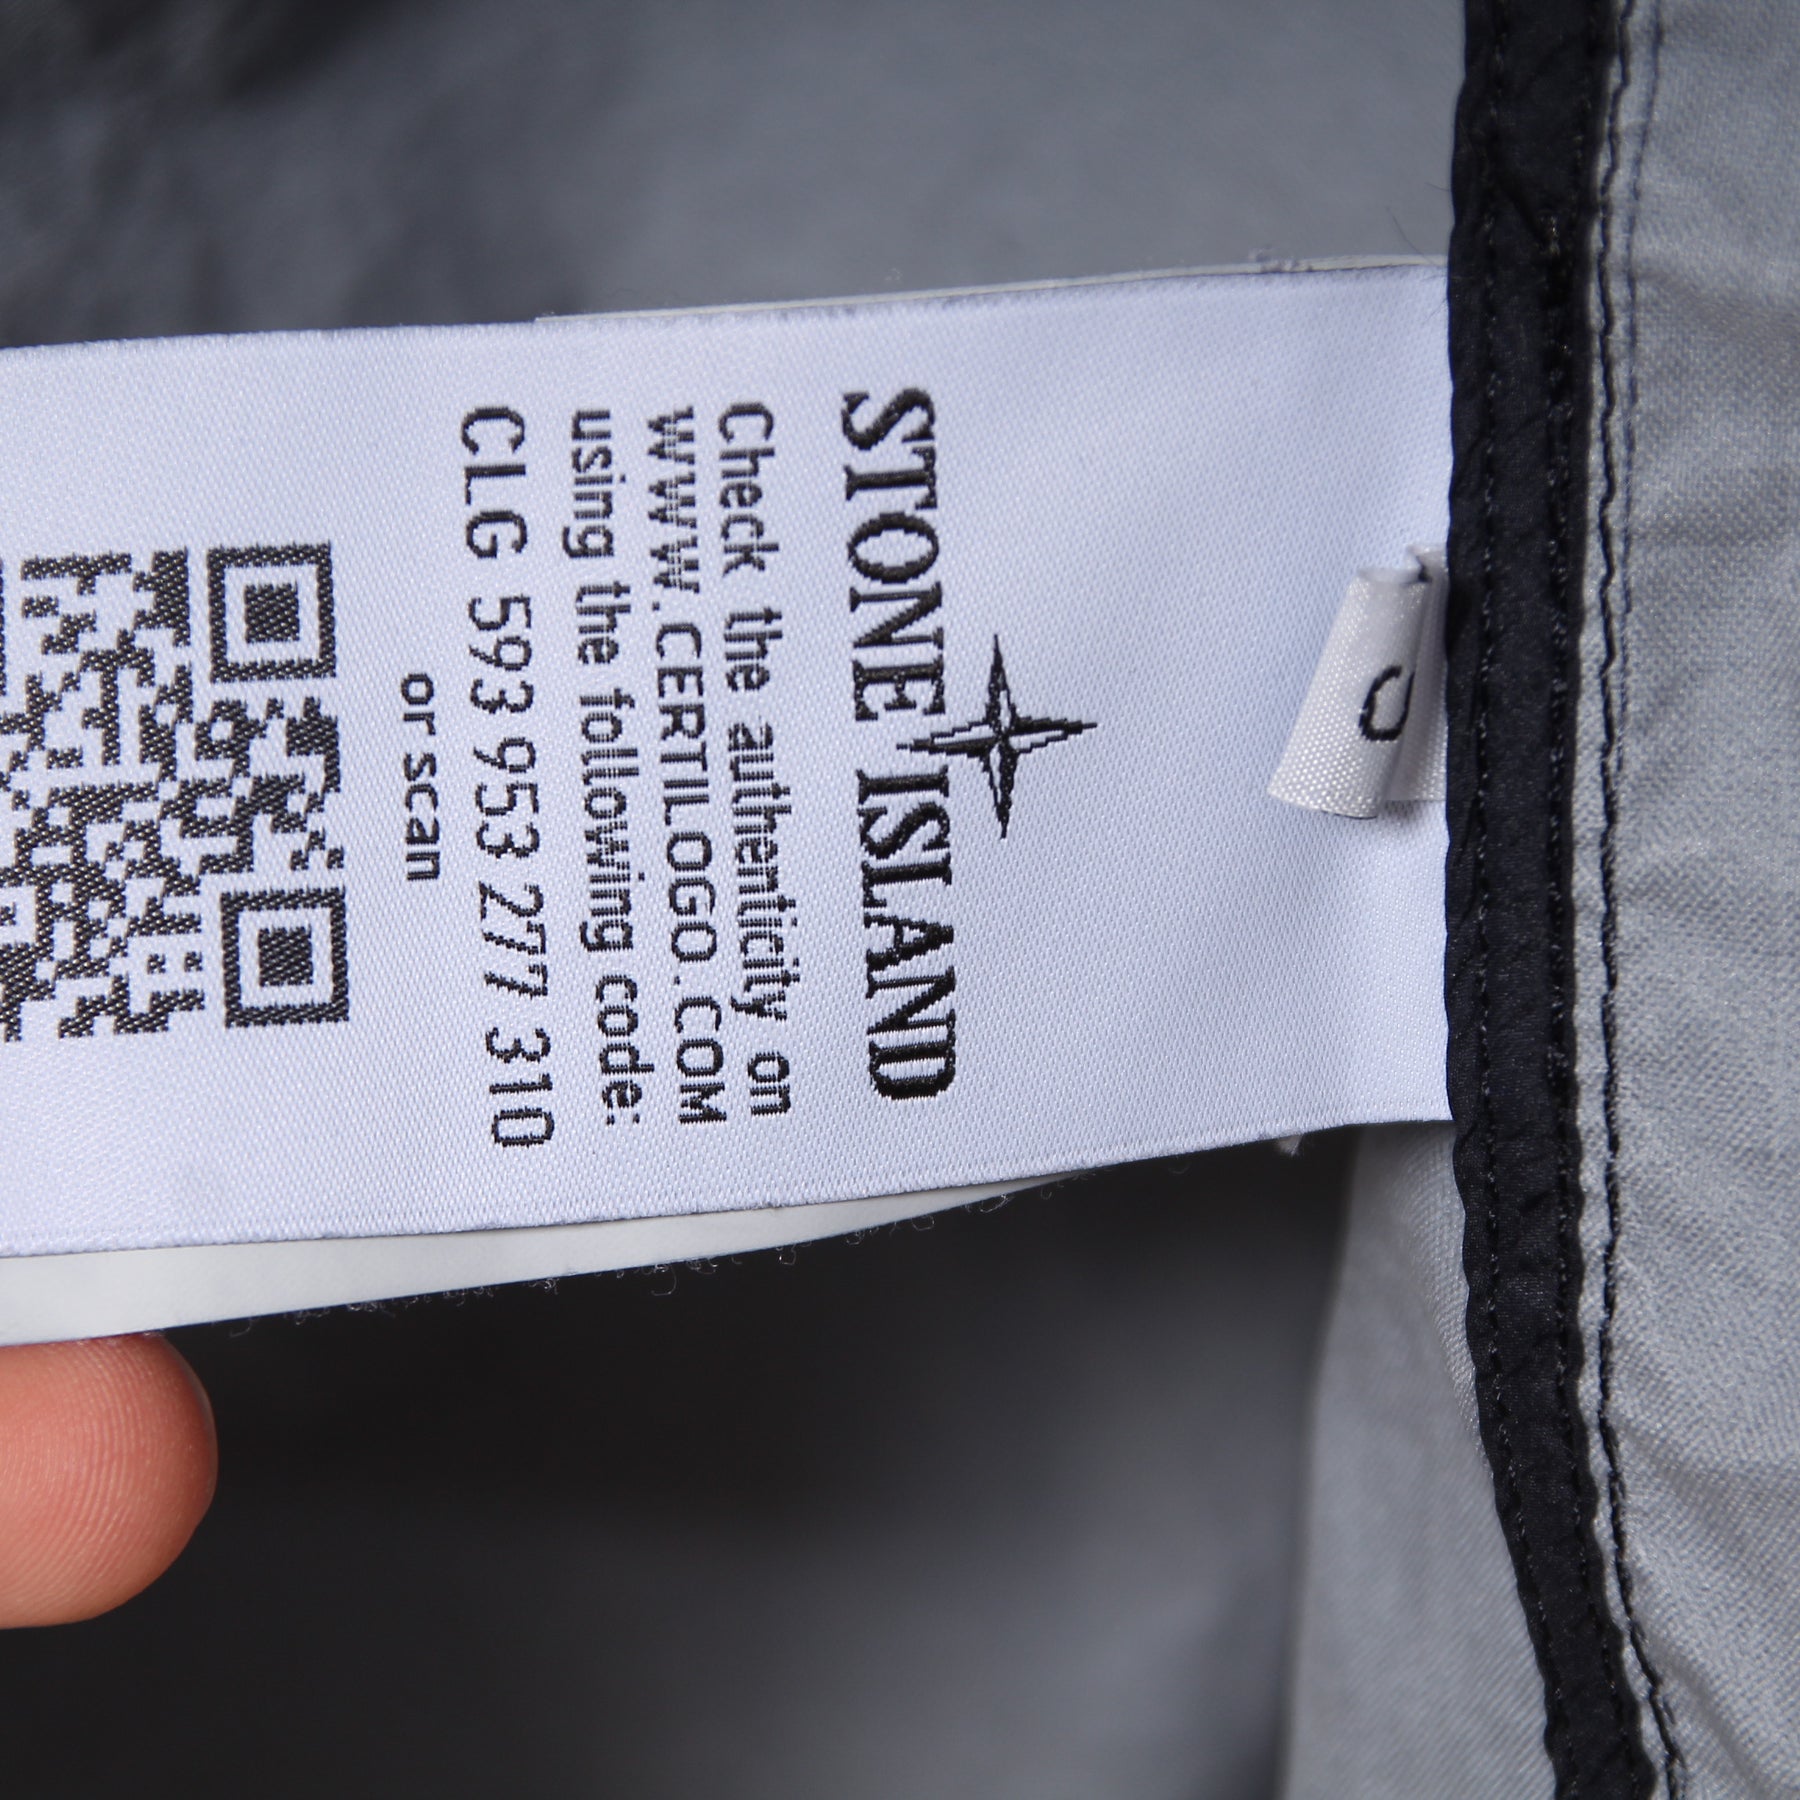 STONE ISLAND
Check the authenticity on
WWW.CERTILOGO.COM
using the following code:
CLG 593 953 277 310
or scan